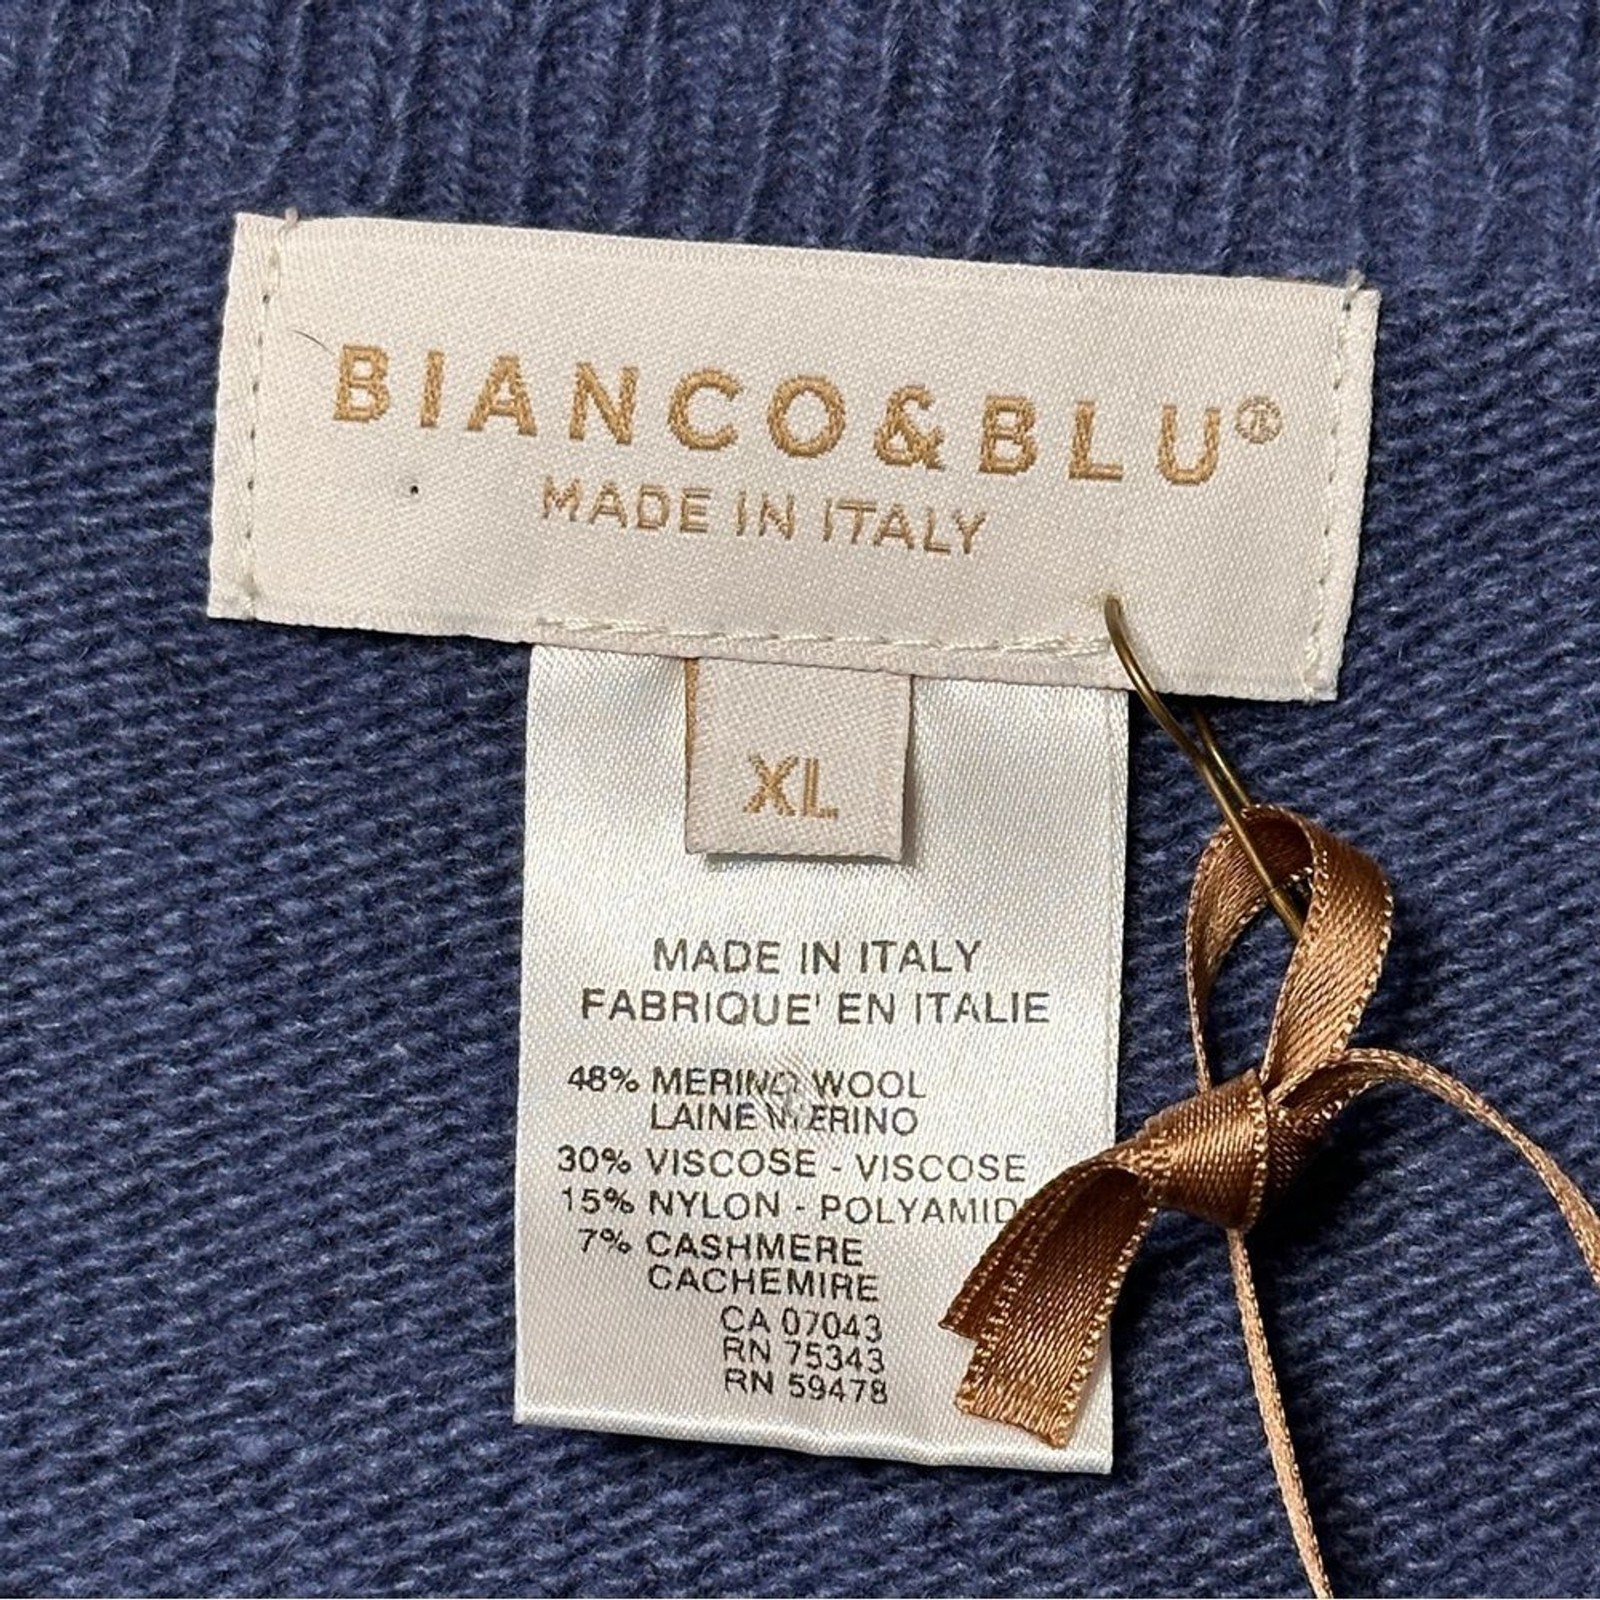 BIANCO&BLU®
MADE IN ITALY
XL
MADE IN ITALY
FABRIQUE' EN ITALIE
48% MERINO WOOL
LAINE MERINO
30% VISCOSE - VISCOSE
15% NYLON - POLYAMID
7% CASHMERE
CACHEMIRE
CA 07043
RN 75343
RN 59478